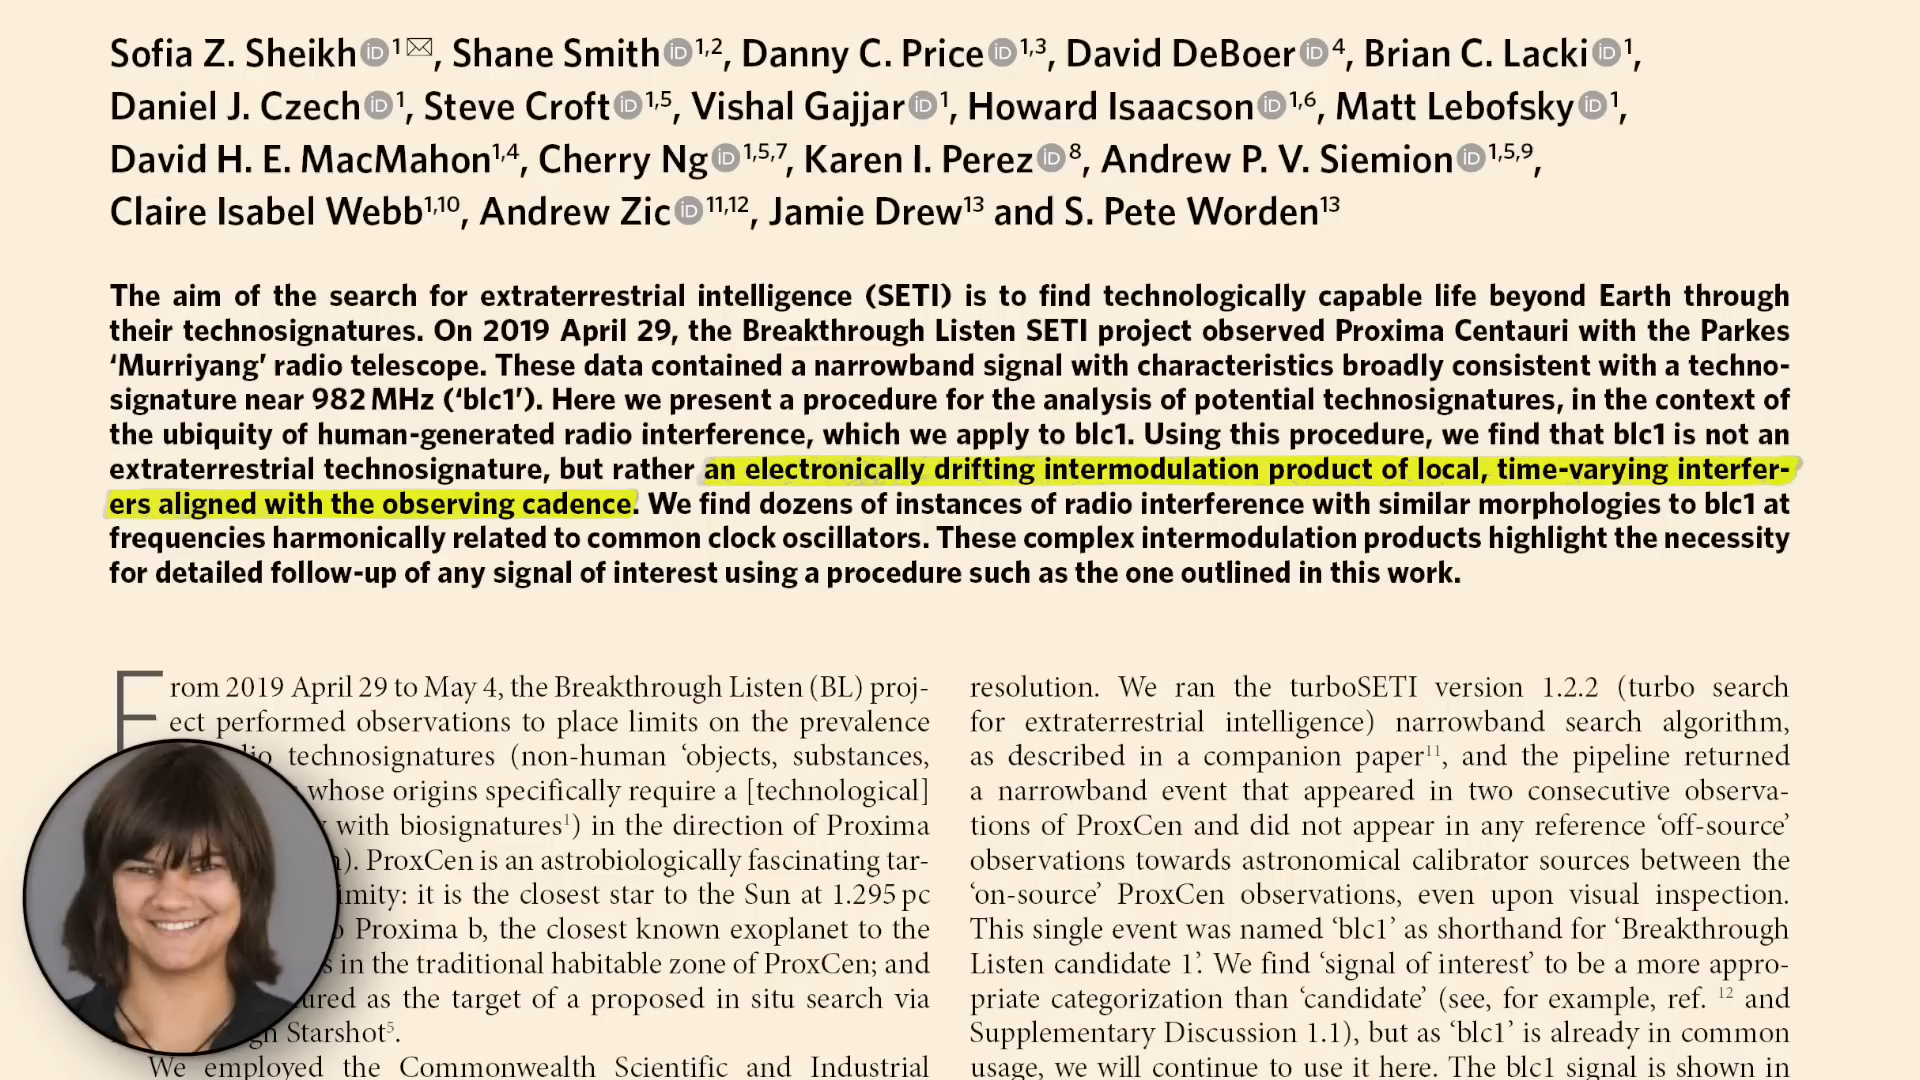 Sofia Z. Sheikh iD 1✉, Shane Smith iD 1,2, Danny C. Price iD 1,3, David DeBoer iD 4, Brian C. Lacki iD 1,
Daniel J. Czech iD 1, Steve Croft iD 1,5, Vishal Gajjar iD 1, Howard Isaacson iD 1,6, Matt Lebofsky iD 1,
David H. E. MacMahon1,4, Cherry Ng iD 1,5,7, Karen I. Perez iD 8, Andrew P. V. Siemion iD 1,5,9,
Claire Isabel Webb1,10, Andrew Zic iD 11,12, Jamie Drew13 and S. Pete Worden13
The aim of the search for extraterrestrial intelligence (SETI) is to find technologically capable life beyond Earth through
their technosignatures. On 2019 April 29, the Breakthrough Listen SETI project observed Proxima Centauri with the Parkes
‘Murriyang’ radio telescope. These data contained a narrowband signal with characteristics broadly consistent with a techno-
signature near 982 MHz (‘blc1’). Here we present a procedure for the analysis of potential technosignatures, in the context of
the ubiquity of human-generated radio interference, which we apply to blc1. Using this procedure, we find that blc1 is not an
extraterrestrial technosignature, but rather an electronically drifting intermodulation product of local, time-varying interfer-
ers aligned with the observing cadence. We find dozens of instances of radio interference with similar morphologies to blc1 at
frequencies harmonically related to common clock oscillators. These complex intermodulation products highlight the necessity
for detailed follow-up of any signal of interest using a procedure such as the one outlined in this work.
From 2019 April 29 to May 4, the Breakthrough Listen (BL) proj-
ect performed observations to place limits on the prevalence
technosignatures (non-human ‘objects, substances,
whose origins specifically require a [technological]
with biosignatures1) in the direction of Proxima
). ProxCen is an astrobiologically fascinating tar-
it is the closest star to the Sun at 1.295 pc
Proxima b, the closest known exoplanet to the
in the traditional habitable zone of ProxCen; and
as the target of a proposed in situ search via
Starshot5.
We employed the Commonwealth Scientific and Industrial
resolution. We ran the turboSETI version 1.2.2 (turbo search
for extraterrestrial intelligence) narrowband search algorithm,
as described in a companion paper11, and the pipeline returned
a narrowband event that appeared in two consecutive observa-
tions of ProxCen and did not appear in any reference ‘off-source’
observations towards astronomical calibrator sources between the
‘on-source’ ProxCen observations, even upon visual inspection.
This single event was named ‘blc1’ as shorthand for ‘Breakthrough
Listen candidate 1’. We find ‘signal of interest’ to be a more appro-
priate categorization than ‘candidate’ (see, for example, ref. 12 and
Supplementary Discussion 1.1), but as ‘blc1’ is already in common
usage, we will continue to use it here. The blc1 signal is shown in